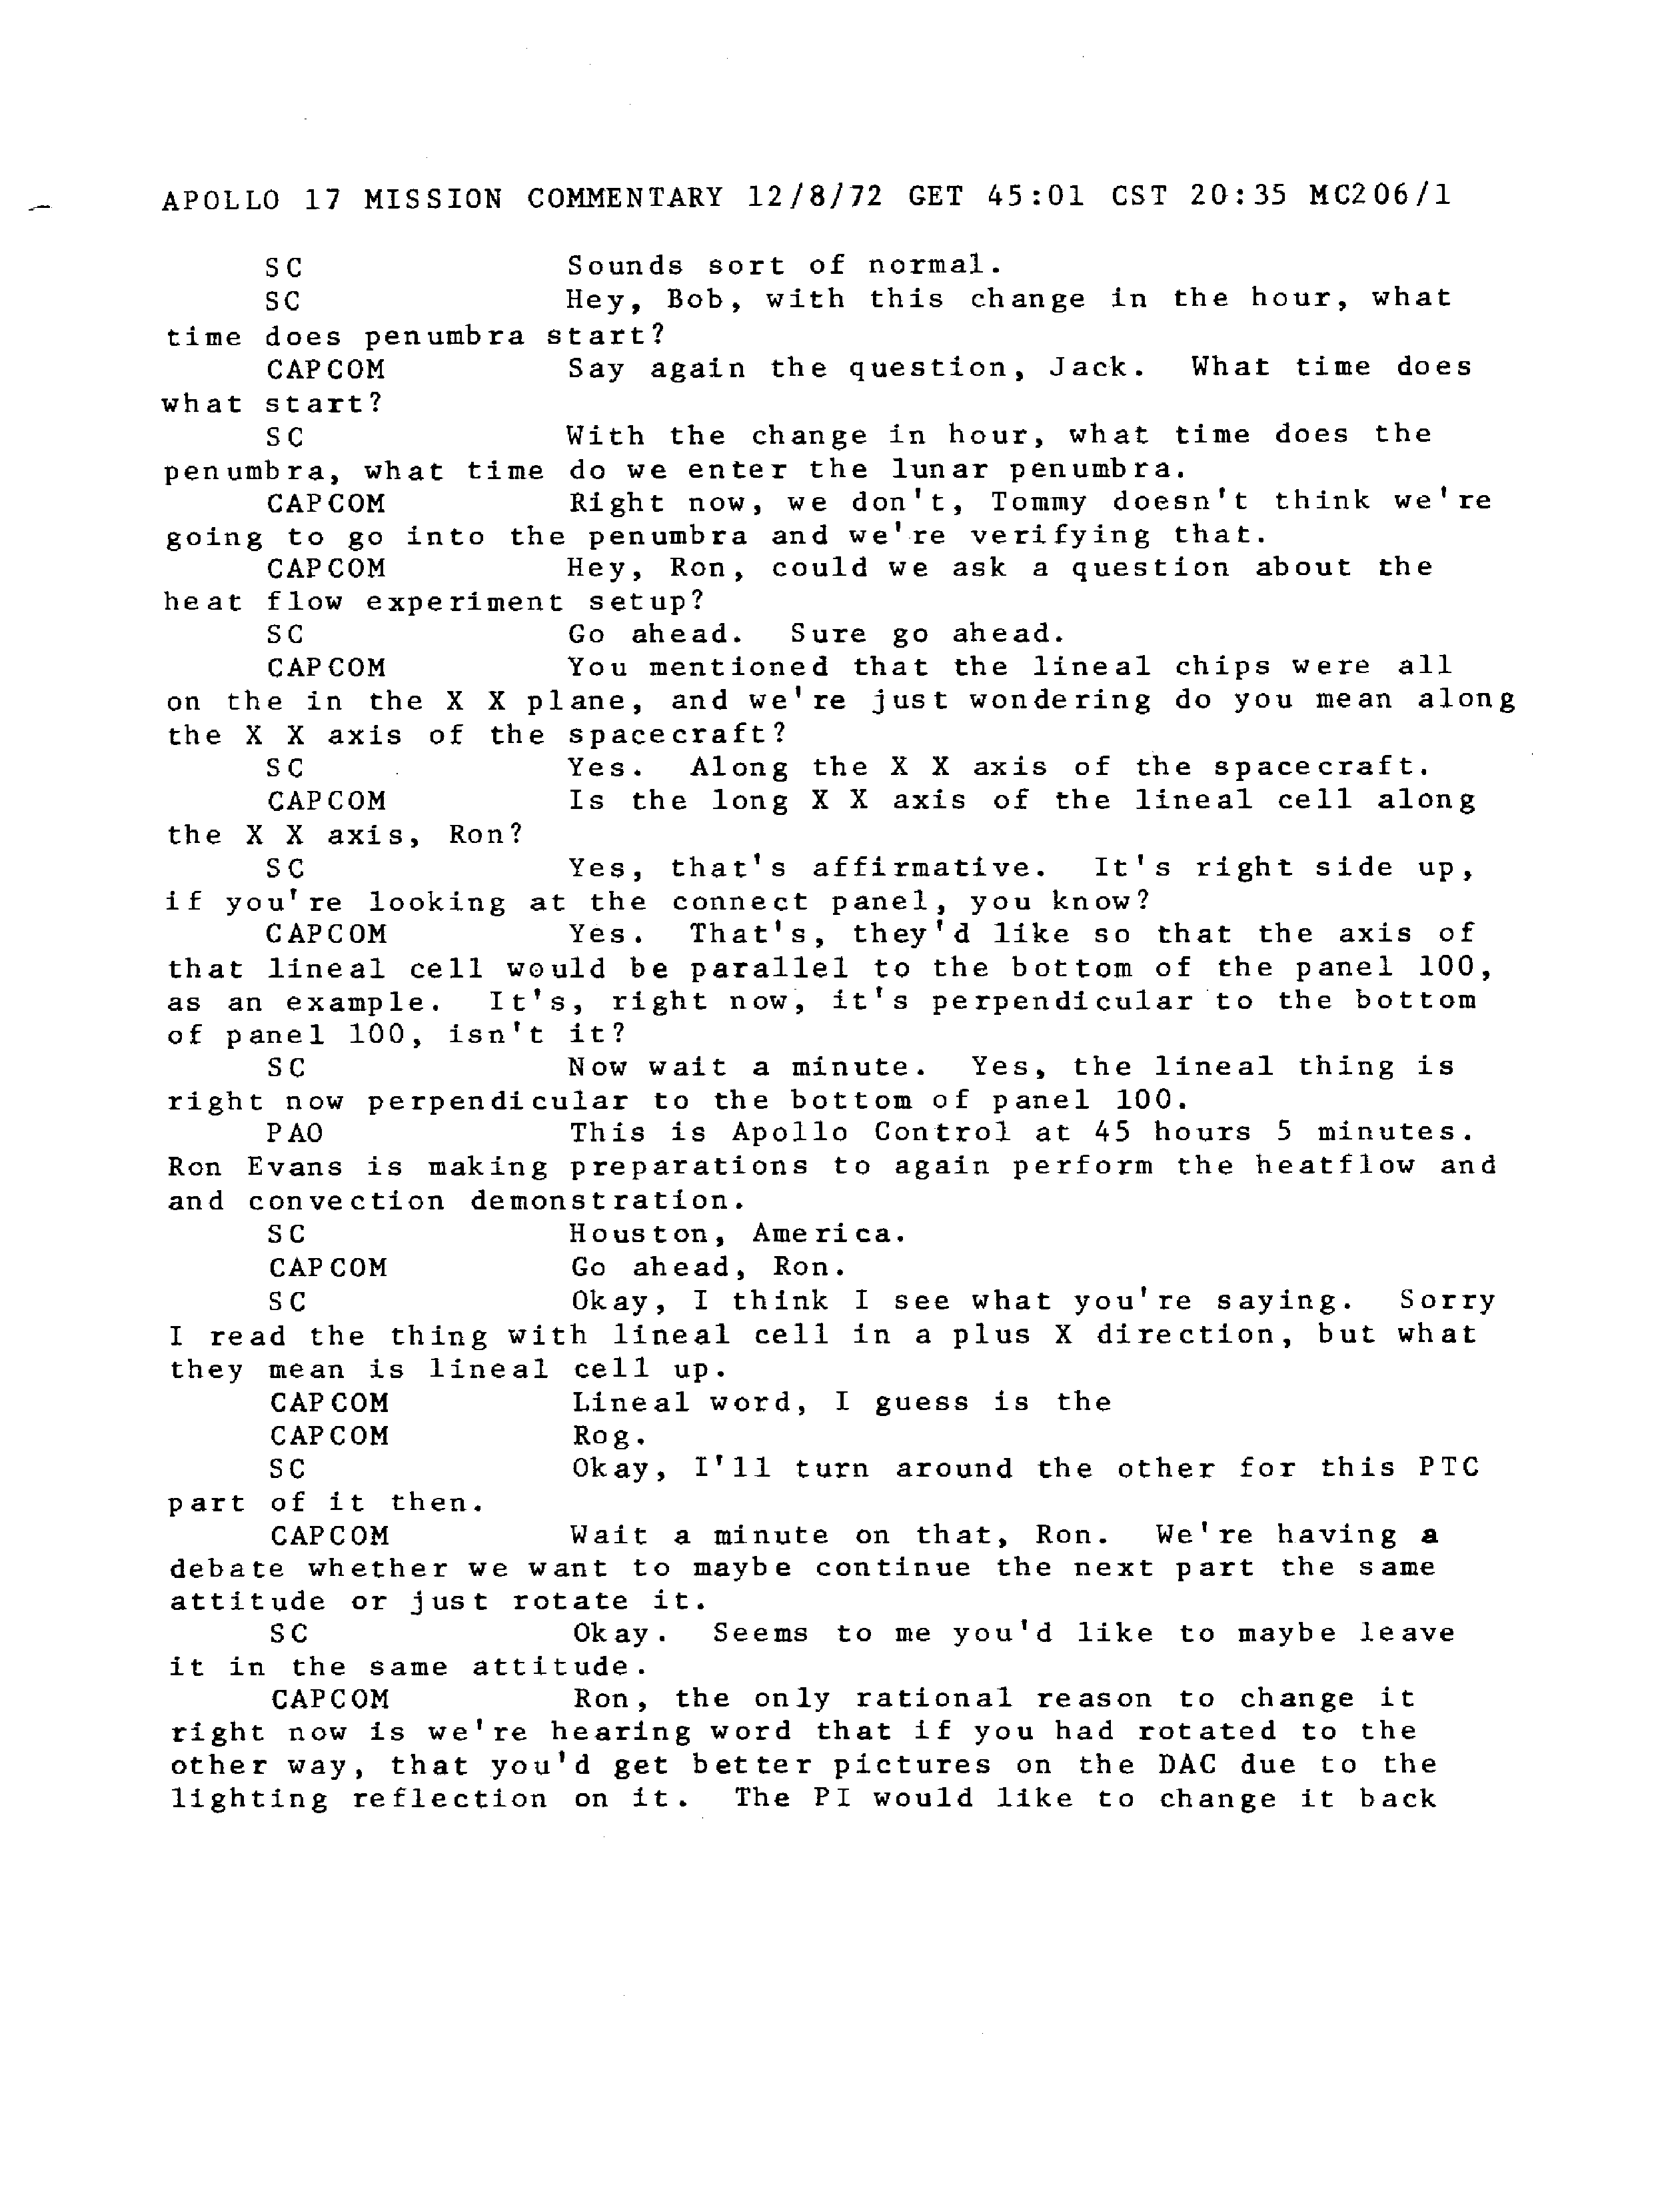 APOLLO 17 MISSION COMMENTARY 12/8/72 GET 45:01 CST 20:35 MC206/1
SC Sounds sort of normal.
SC Hey, Bob, with this change in the hour, what
time does penumbra start?
CAPCOM Say again the question, Jack. What time does
what start?
SC With the change in hour, what time does the
penumbra, what time do we enter the lunar penumbra.
CAPCOM Right now, we don't, Tommy doesn't think we're
going to go into the penumbra and we're verifying that.
CAPCOM Hey, Ron, could we ask a question about the
heat flow experiment setup?
SC Go ahead. Sure go ahead.
CAPCOM You mentioned that the lineal chips were all
on the in the X X plane, and we're just wondering do you mean along
the X X axis of the spacecraft?
SC Yes. Along the X X axis of the spacecraft.
CAPCOM Is the long X X axis of the lineal cell along
the X X axis, Ron?
SC Yes, that's affirmative. It's right side up,
if you're looking at the connect panel, you know?
CAPCOM Yes. That's, they'd like so that the axis of
that lineal cell would be parallel to the bottom of the panel 100,
as an example. It's, right now, it's perpendicular to the bottom
of panel 100, isn't it?
SC Now wait a minute. Yes, the lineal thing is
right now perpendicular to the bottom of panel 100.
PAO This is Apollo Control at 45 hours 5 minutes.
Ron Evans is making preparations to again perform the heatflow and
and convection demonstration.
SC Houston, America.
CAPCOM Go ahead, Ron.
SC Okay, I think I see what you're saying. Sorry
I read the thing with lineal cell in a plus X direction, but what
they mean is lineal cell up.
CAPCOM Lineal word, I guess is the
CAPCOM Rog.
SC Okay, I'll turn around the other for this PTC
part of it then.
CAPCOM Wait a minute on that, Ron. We're having a
debate whether we want to maybe continue the next part the same
attitude or just rotate it.
SC Okay. Seems to me you'd like to maybe leave
it in the same attitude.
CAPCOM Ron, the only rational reason to change it
right now is we're hearing word that if you had rotated to the
other way, that you'd get better pictures on the DAC due to the
lighting reflection on it. The PI would like to change it back